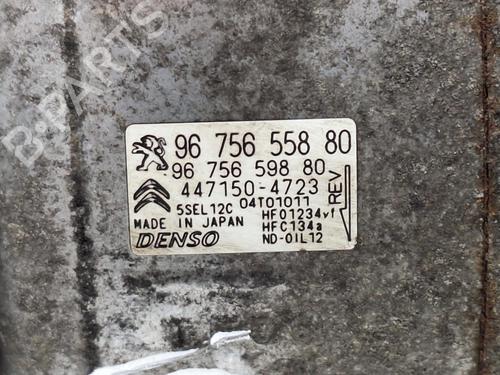 B-PARTS
96 756 558 80
96 756 598 80
447150-4723
5SEL12C 04T01011
MADE IN JAPAN
HFO1234yf
HFC134a
DENSO
ND-OIL12
REV